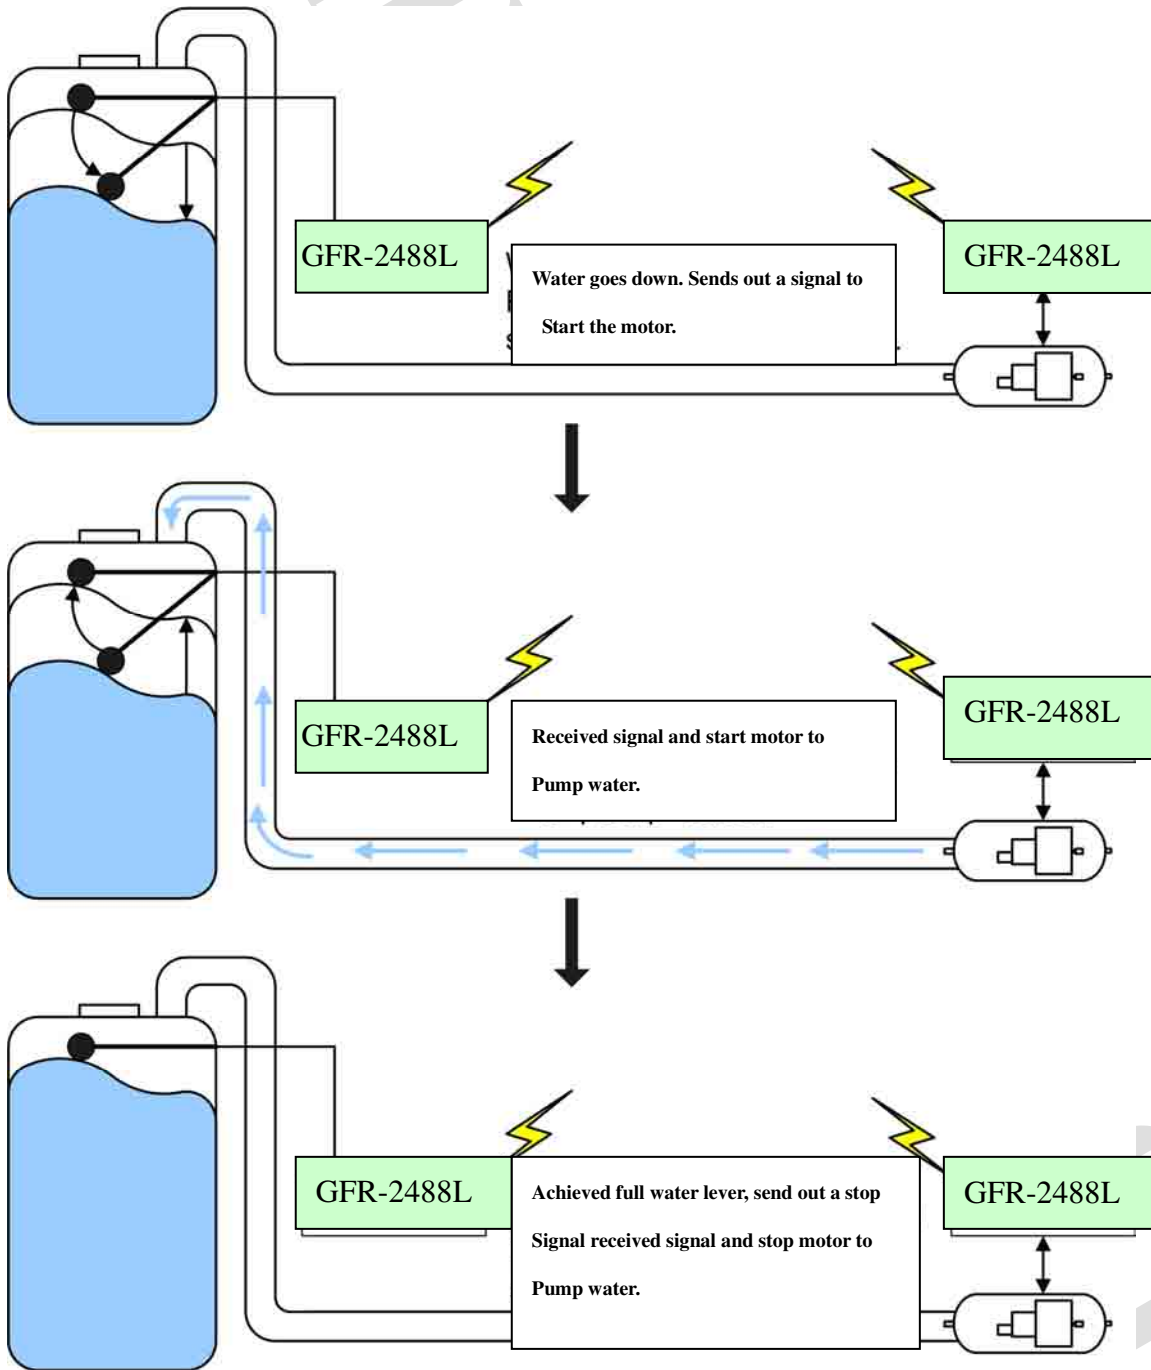 GFR-2488L
GFR-2488L
Water goes down. Sends out a signal to
Start the motor.
GFR-2488L
GFR-2488L
Received signal and start motor to
Pump water.
GFR-2488L
GFR-2488L
Achieved full water lever, send out a stop
Signal received signal and stop motor to
Pump water.